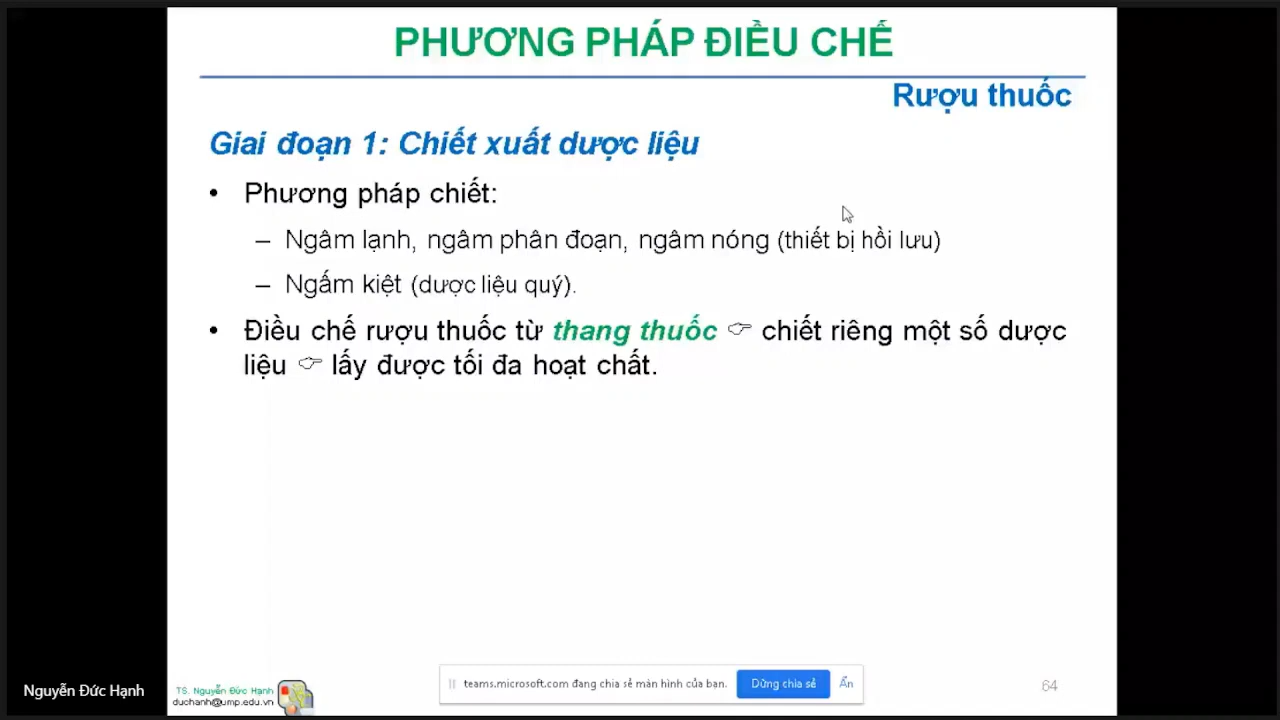 PHƯƠNG PHÁP ĐIỀU CHẾ
Rượu thuốc
Giai đoạn 1: Chiết xuất dược liệu
• Phương pháp chiết:
– Ngâm lạnh, ngâm phân đoạn, ngâm nóng (thiết bị hồi lưu)
– Ngấm kiệt (dược liệu quý).
• Điều chế rượu thuốc từ thang thuốc ☞ chiết riêng một số dược
liệu ☞ lấy được tối đa hoạt chất.
Nguyễn Đức Hạnh
TS. Nguyễn Đức Hạnh
duchanh@ump.edu.vn
teams.microsoft.com đang chia sẻ màn hình của bạn. Dừng chia sẻ Ẩn
64